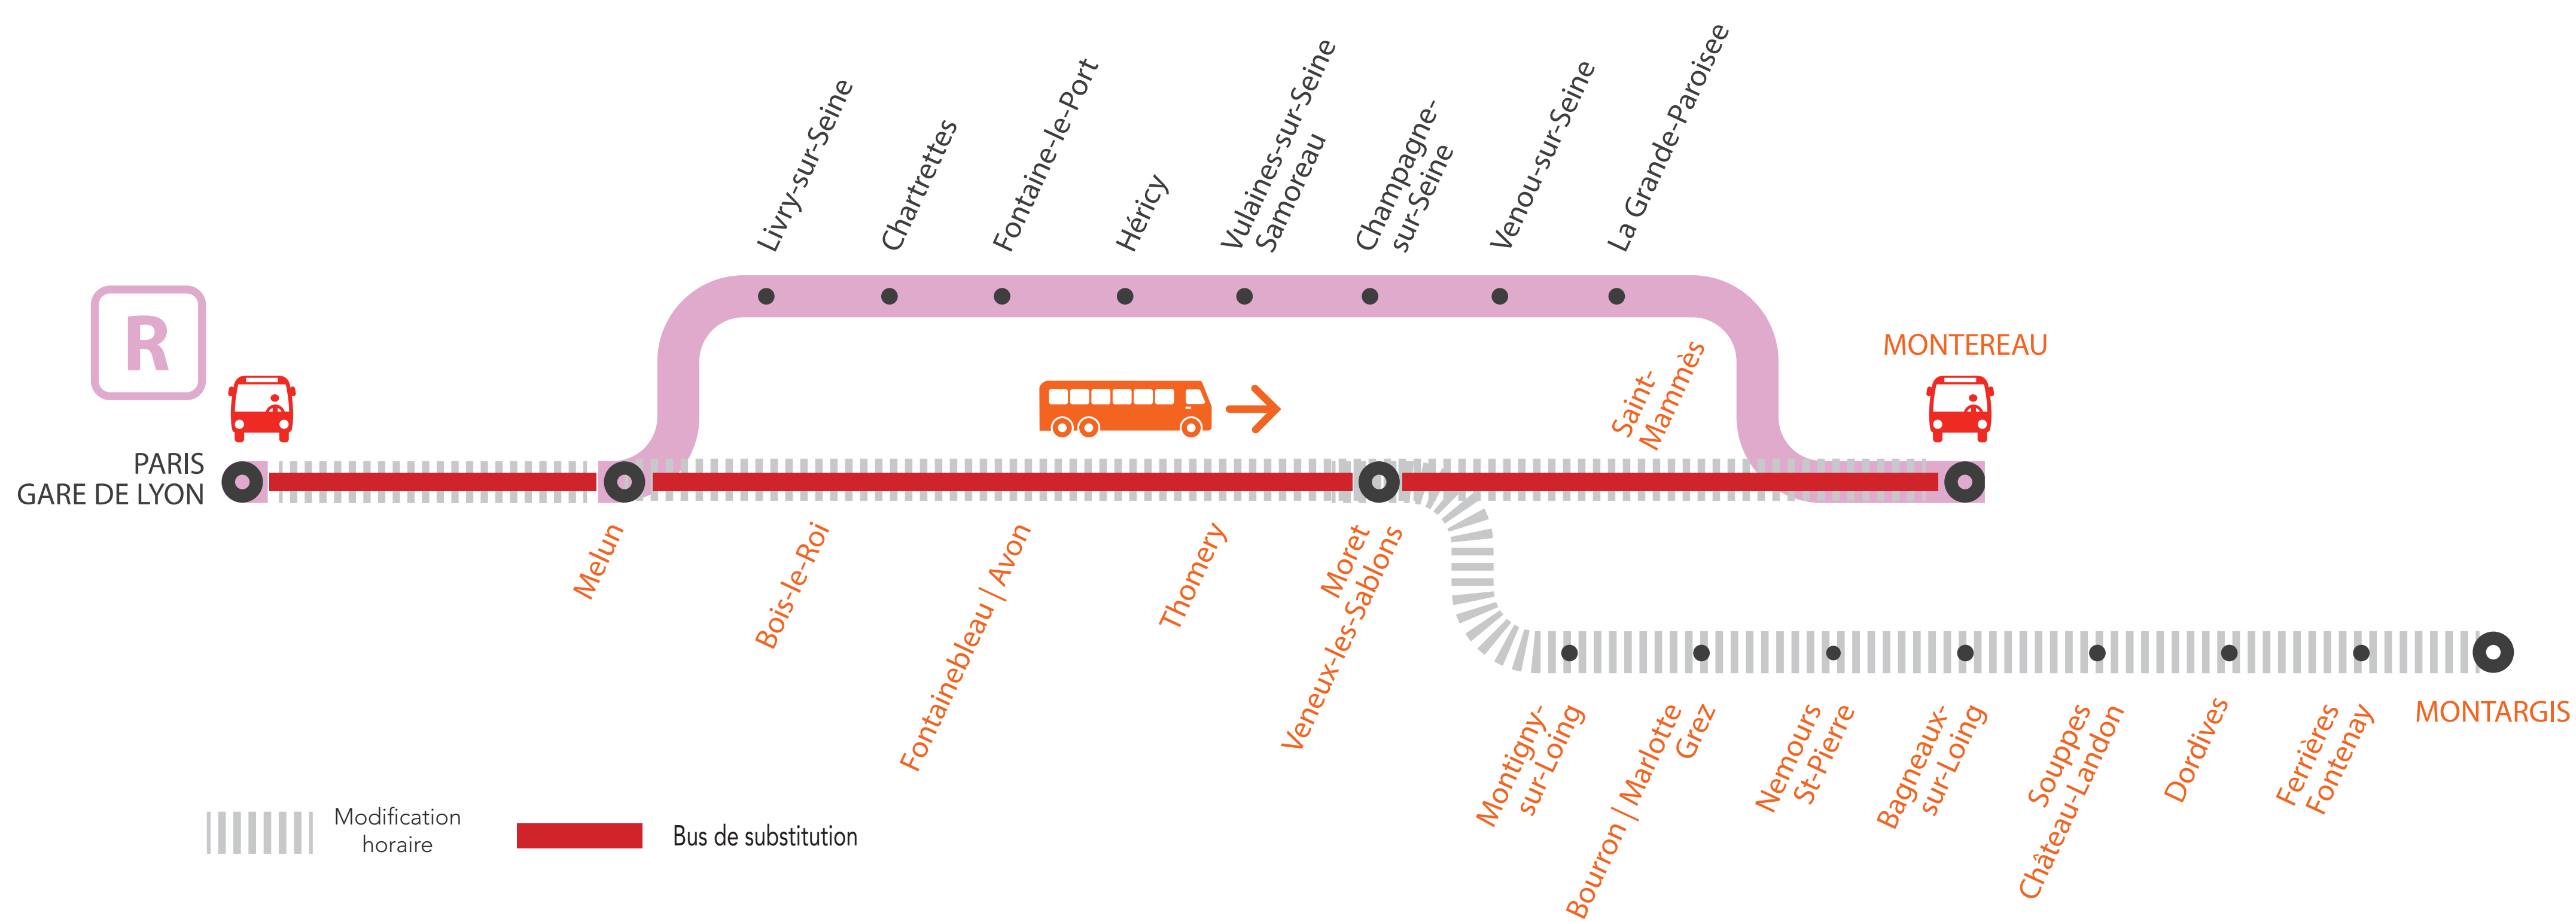 Livry-sur-Seine
Chartrettes
Fontaine-le-Port
Héricy
Vulaines-sur-Seine
Samoreau
Champagne-
sur-Seine
Venou-sur-Seine
La Grande-Paroisee
R
PARIS
GARE DE LYON
Saint-
Mammès
MONTEREAU
Melun
Bois-le-Roi
Fontainebleau | Avon
Thomery
Moret
Veneux-les-Sablons
Montigny-
sur-Loing
Bourron | Marlotte
Grez
Nemours
St-Pierre
Bagneaux-
sur-Loing
Souppes
Château-Landon
Dordives
Ferrières
Fontenay
MONTARGIS
Modification
horaire
Bus de substitution